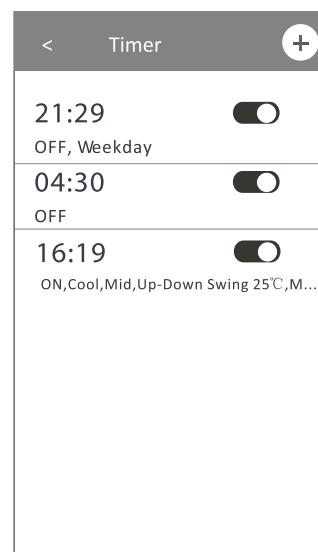 < Timer +
21:29
OFF, Weekday
04:30
OFF
16:19
ON,Cool,Mid,Up-Down Swing 25℃,M...